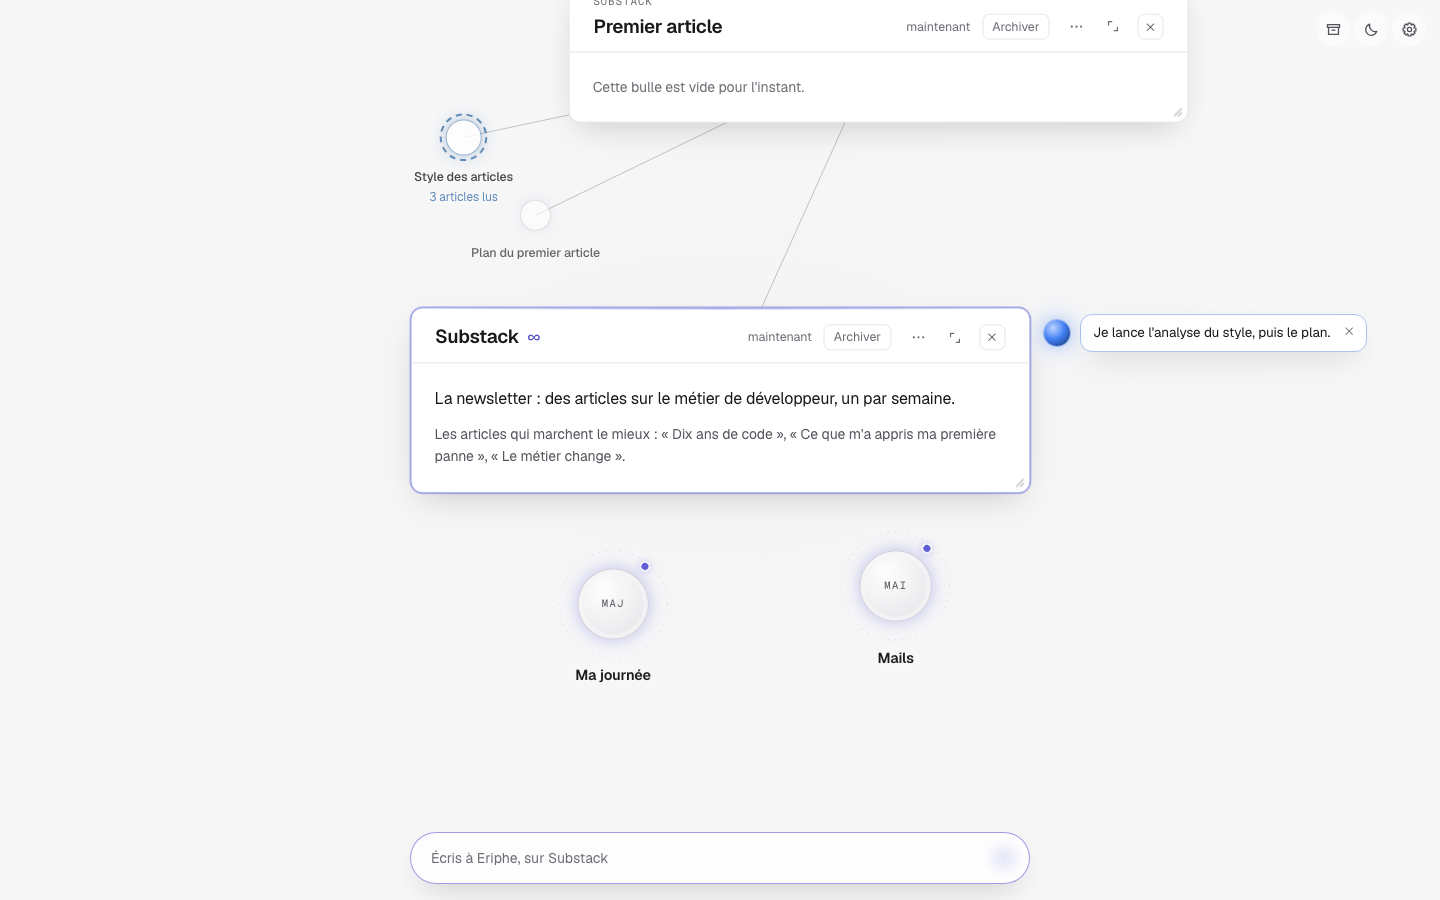 SUBSTACK
Premier article
maintenant
Archiver
Cette bulle est vide pour l'instant.
Style des articles
3 articles lus
Plan du premier article
Substack ∞
maintenant
Archiver
Je lance l'analyse du style, puis le plan.
La newsletter : des articles sur le métier de développeur, un par semaine.
Les articles qui marchent le mieux : « Dix ans de code », « Ce que m'a appris ma première
panne », « Le métier change ».
MAJ
Ma journée
MAI
Mails
Écris à Eriphe, sur Substack